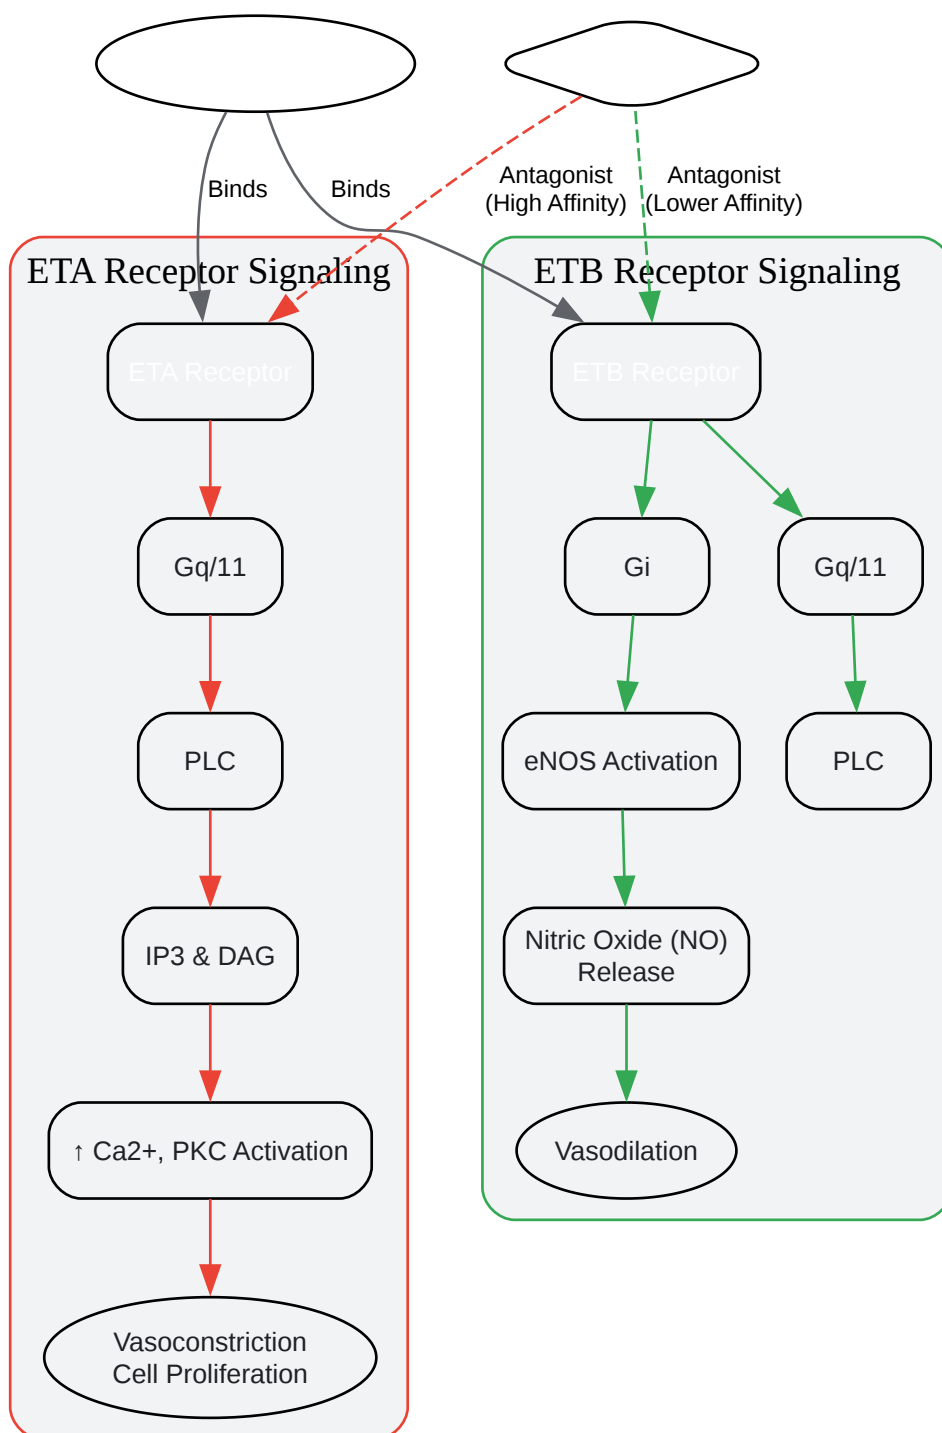 Binds
Binds
Antagonist
(High Affinity)
Antagonist
(Lower Affinity)
ETA Receptor Signaling
ETB Receptor Signaling
ETA Receptor
ETB Receptor
Gq/11
Gi
Gq/11
PLC
eNOS Activation
PLC
IP3 & DAG
Nitric Oxide (NO)
Release
↑ Ca2+, PKC Activation
Vasodilation
Vasoconstriction
Cell Proliferation